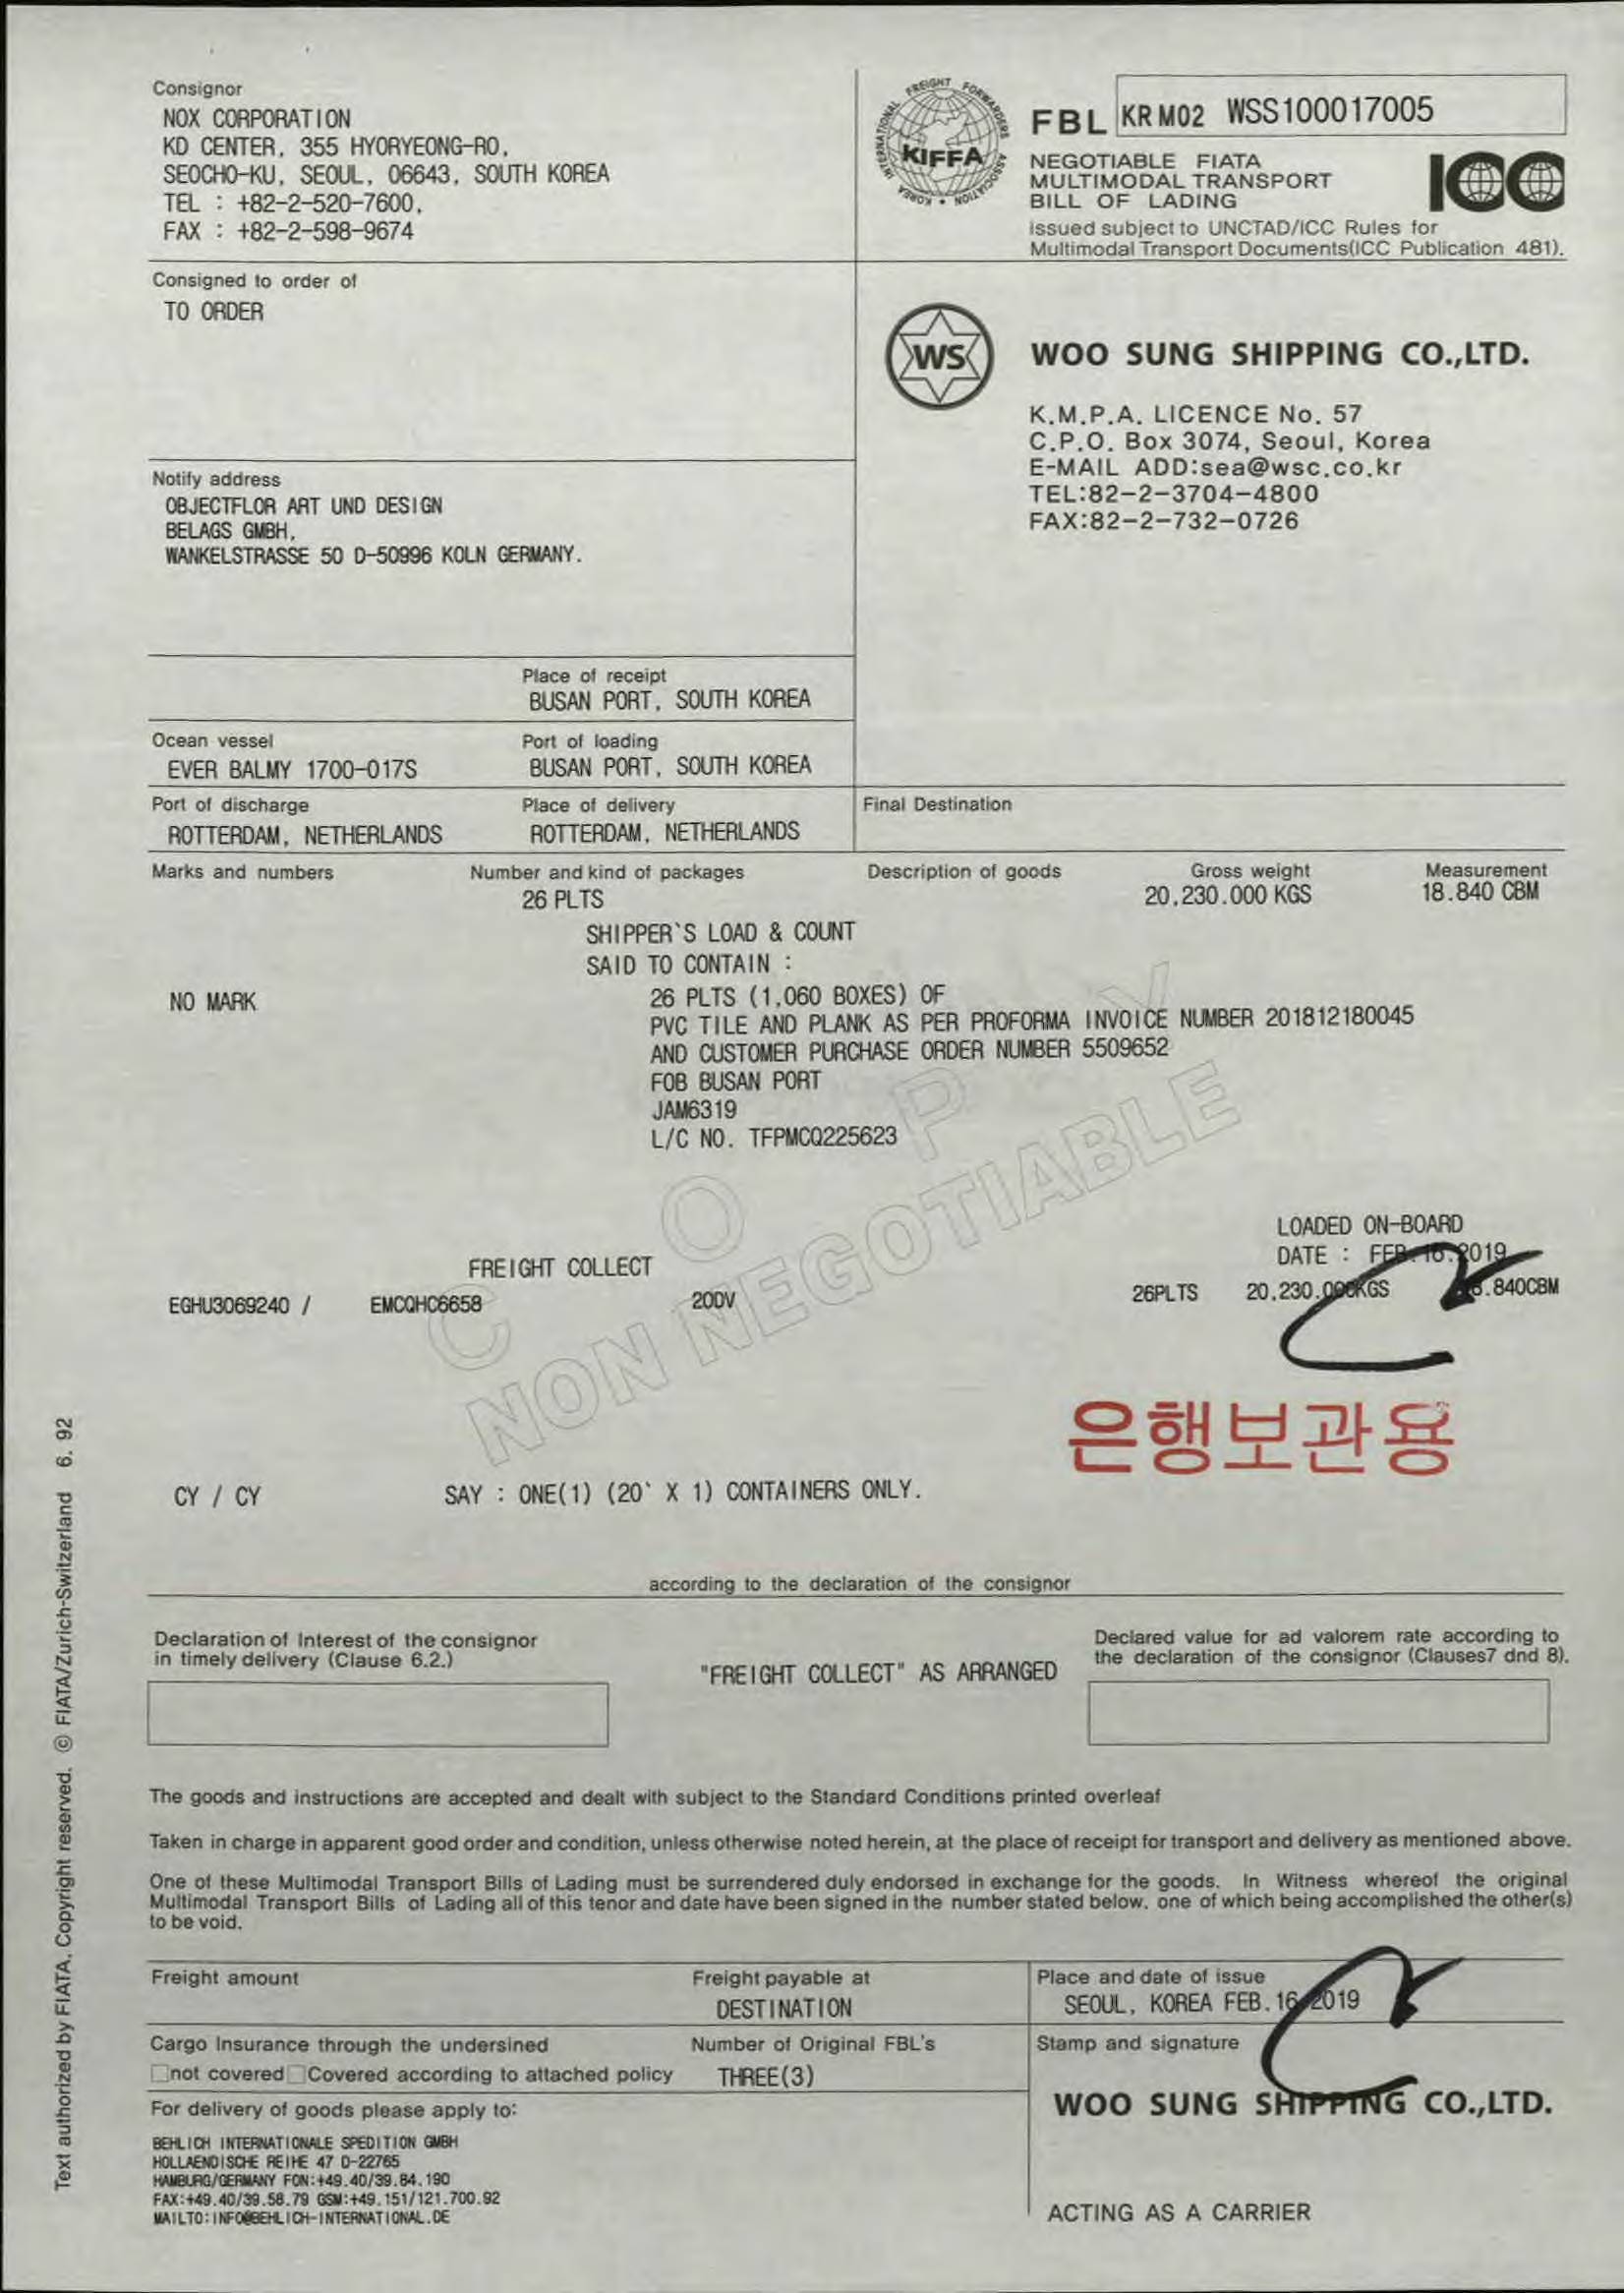 Consignor
NOX CORPORATION
KD CENTER, 355 HYORYEONG-RO,
SEOCHO-KU, SEOUL, 06643, SOUTH KOREA
TEL : +82-2-520-7600,
FAX : +82-2-598-9674
KOREA INTERNATIONAL FREIGHT FORWARDERS ASSOCIATION
KIFFA
FBL KR M02 WSS100017005
NEGOTIABLE FIATA
MULTIMODAL TRANSPORT
BILL OF LADING
ICC
issued subject to UNCTAD/ICC Rules for
Multimodal Transport Documents(ICC Publication 481).
Consigned to order of
TO ORDER
WS
WOO SUNG SHIPPING CO.,LTD.
K.M.P.A. LICENCE No. 57
C.P.O. Box 3074, Seoul, Korea
E-MAIL ADD:sea@wsc.co.kr
TEL:82-2-3704-4800
FAX:82-2-732-0726
Notify address
OBJECTFLOR ART UND DESIGN
BELAGS GMBH,
WANKELSTRASSE 50 D-50996 KOLN GERMANY.
Place of receipt
BUSAN PORT, SOUTH KOREA
Ocean vessel Port of loading
EVER BALMY 1700-017S BUSAN PORT, SOUTH KOREA
Port of discharge Place of delivery Final Destination
ROTTERDAM, NETHERLANDS ROTTERDAM, NETHERLANDS
Marks and numbers Number and kind of packages Description of goods Gross weight Measurement
26 PLTS 20,230.000 KGS 18.840 CBM
SHIPPER`S LOAD & COUNT
SAID TO CONTAIN :
NO MARK 26 PLTS (1,060 BOXES) OF
PVC TILE AND PLANK AS PER PROFORMA INVOICE NUMBER 201812180045
AND CUSTOMER PURCHASE ORDER NUMBER 5509652
FOB BUSAN PORT
JAM6319
L/C NO. TFPMCQ225623
COPY
NON NEGOTIABLE
LOADED ON-BOARD
FREIGHT COLLECT DATE : FEB.16.2019
EGHU3069240 / EMCQHC6658 20DV 26PLTS 20,230.000KGS 18.840CBM
은행보관용
CY / CY SAY : ONE(1) (20` X 1) CONTAINERS ONLY.
according to the declaration of the consignor
Declaration of Interest of the consignor
in timely delivery (Clause 6.2.)
"FREIGHT COLLECT" AS ARRANGED
Declared value for ad valorem rate according to
the declaration of the consignor (Clauses7 dnd 8).
The goods and instructions are accepted and dealt with subject to the Standard Conditions printed overleaf
Taken in charge in apparent good order and condition, unless otherwise noted herein, at the place of receipt for transport and delivery as mentioned above.
One of these Multimodal Transport Bills of Lading must be surrendered duly endorsed in exchange for the goods. In Witness whereof the original
Multimodal Transport Bills of Lading all of this tenor and date have been signed in the number stated below. one of which being accomplished the other(s)
to be void.
Freight amount Freight payable at Place and date of issue
DESTINATION SEOUL, KOREA FEB.16.2019
Cargo Insurance through the undersined Number of Original FBL's Stamp and signature
not covered Covered according to attached policy THREE(3)
WOO SUNG SHIPPING CO.,LTD.
For delivery of goods please apply to:
BEHLICH INTERNATIONALE SPEDITION GMBH
HOLLAENDISCHE REIHE 47 D-22765
HAMBURG/GERMANY FON:+49.40/39.84.190
FAX:+49.40/39.58.79 GSM:+49.151/121.700.92
MAILTO:INFO@BEHLICH-INTERNATIONAL.DE
ACTING AS A CARRIER
Text authorized by FIATA. Copyright reserved. © FIATA/Zurich-Switzerland 6. 92